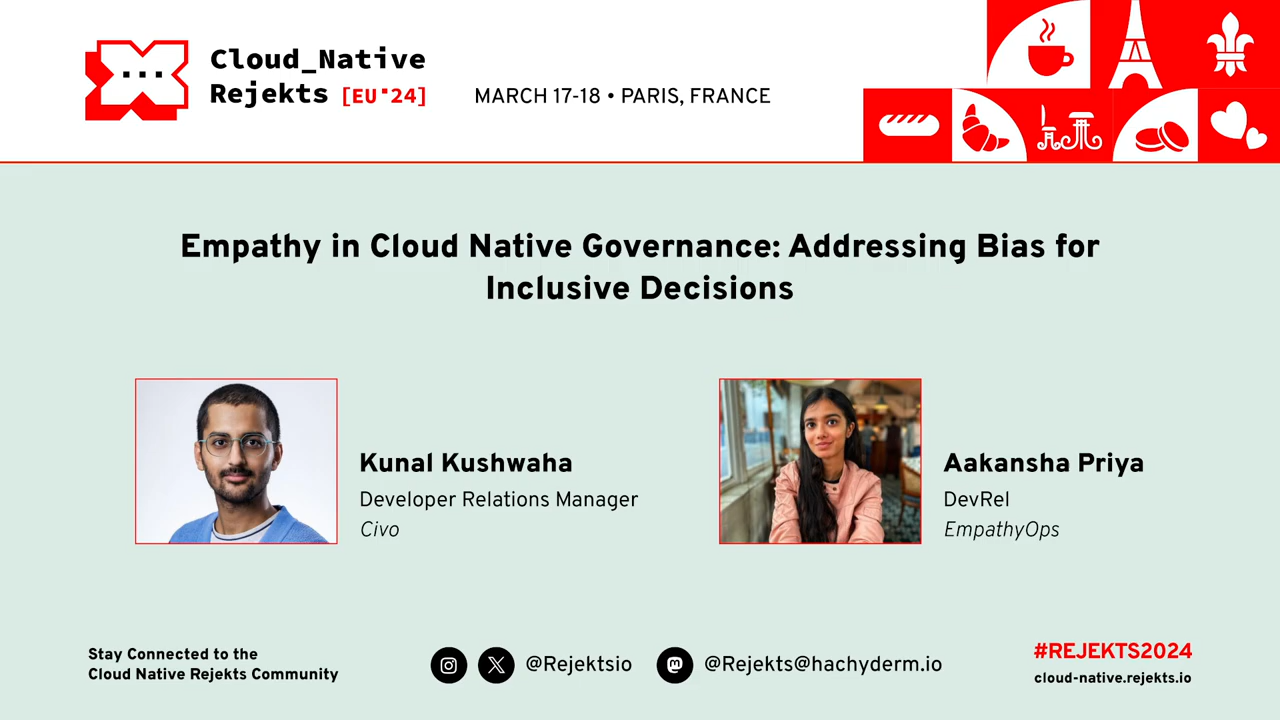 Cloud_Native
Rejekts [EU'24]
MARCH 17-18 • PARIS, FRANCE
Empathy in Cloud Native Governance: Addressing Bias for
Inclusive Decisions
Kunal Kushwaha
Developer Relations Manager
Civo
Aakansha Priya
DevRel
EmpathyOps
Stay Connected to the
Cloud Native Rejekts Community
@Rejektsio
@Rejekts@hachyderm.io
#REJEKTS2024
cloud-native.rejekts.io